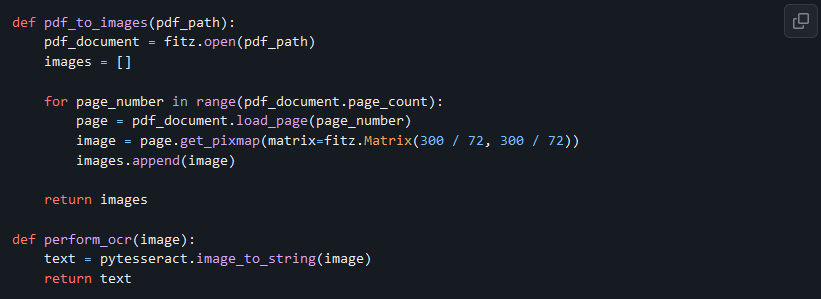 def pdf_to_images(pdf_path):
    pdf_document = fitz.open(pdf_path)
    images = []

    for page_number in range(pdf_document.page_count):
        page = pdf_document.load_page(page_number)
        image = page.get_pixmap(matrix=fitz.Matrix(300 / 72, 300 / 72))
        images.append(image)

    return images

def perform_ocr(image):
    text = pytesseract.image_to_string(image)
    return text